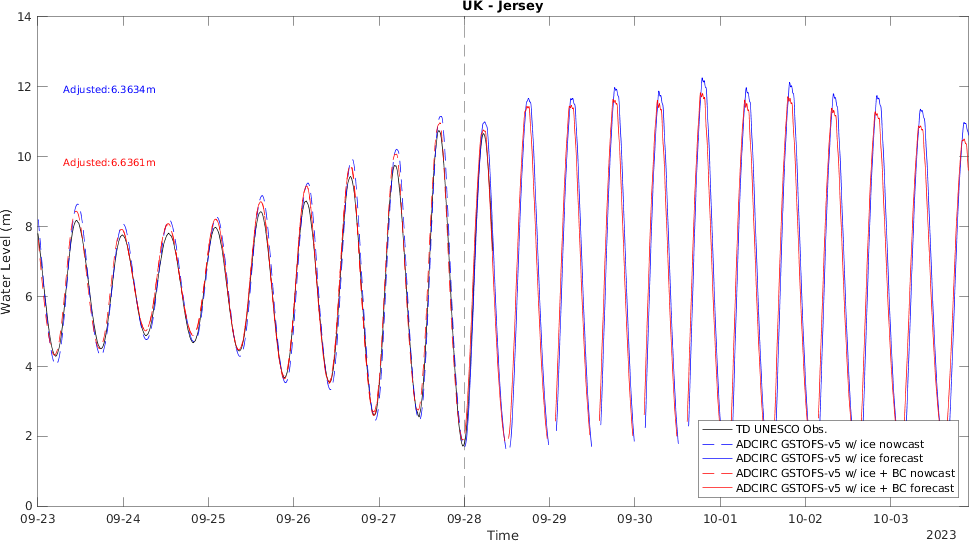 UK - Jersey
14
12
10
8
6
4
2
0
Water Level (m)
Adjusted:6.3634m
Adjusted:6.6361m
TD UNESCO Obs.
ADCIRC GSTOFS-v5 w/ ice nowcast
ADCIRC GSTOFS-v5 w/ ice forecast
ADCIRC GSTOFS-v5 w/ ice + BC nowcast
ADCIRC GSTOFS-v5 w/ ice + BC forecast
09-23 09-24 09-25 09-26 09-27 09-28 09-29 09-30 10-01 10-02 10-03
Time
2023